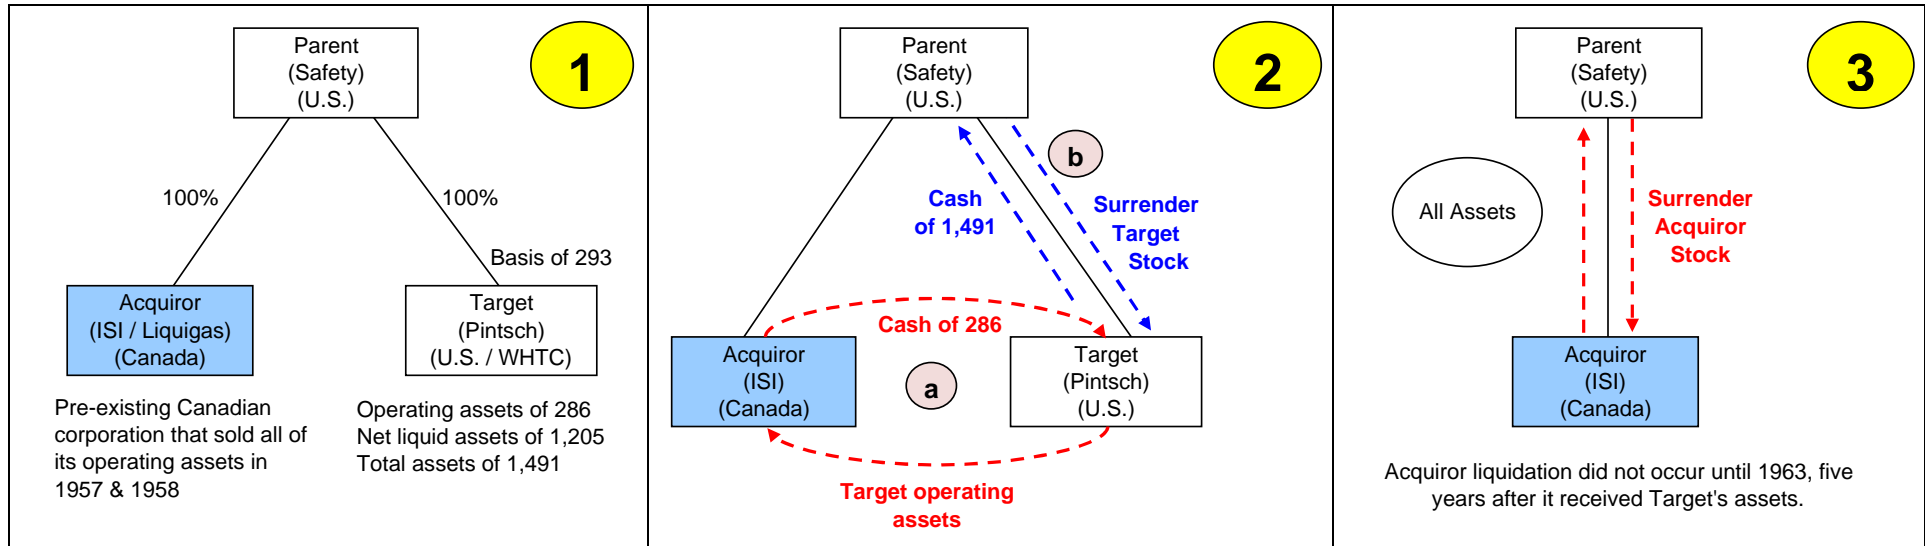 1
Parent
(Safety)
(U.S.)
100%
100%
Basis of 293
Acquiror
(ISI / Liquigas)
(Canada)
Target
(Pintsch)
(U.S. / WHTC)
Pre-existing Canadian
corporation that sold all of
its operating assets in
1957 & 1958
Operating assets of 286
Net liquid assets of 1,205
Total assets of 1,491
2
Parent
(Safety)
(U.S.)
b
Cash
of 1,491
Surrender
Target
Stock
Cash of 286
Acquiror
(ISI)
(Canada)
a
Target
(Pintsch)
(U.S.)
Target operating
assets
3
Parent
(Safety)
(U.S.)
All Assets
Surrender
Acquiror
Stock
Acquiror
(ISI)
(Canada)
Acquiror liquidation did not occur until 1963, five
years after it received Target's assets.